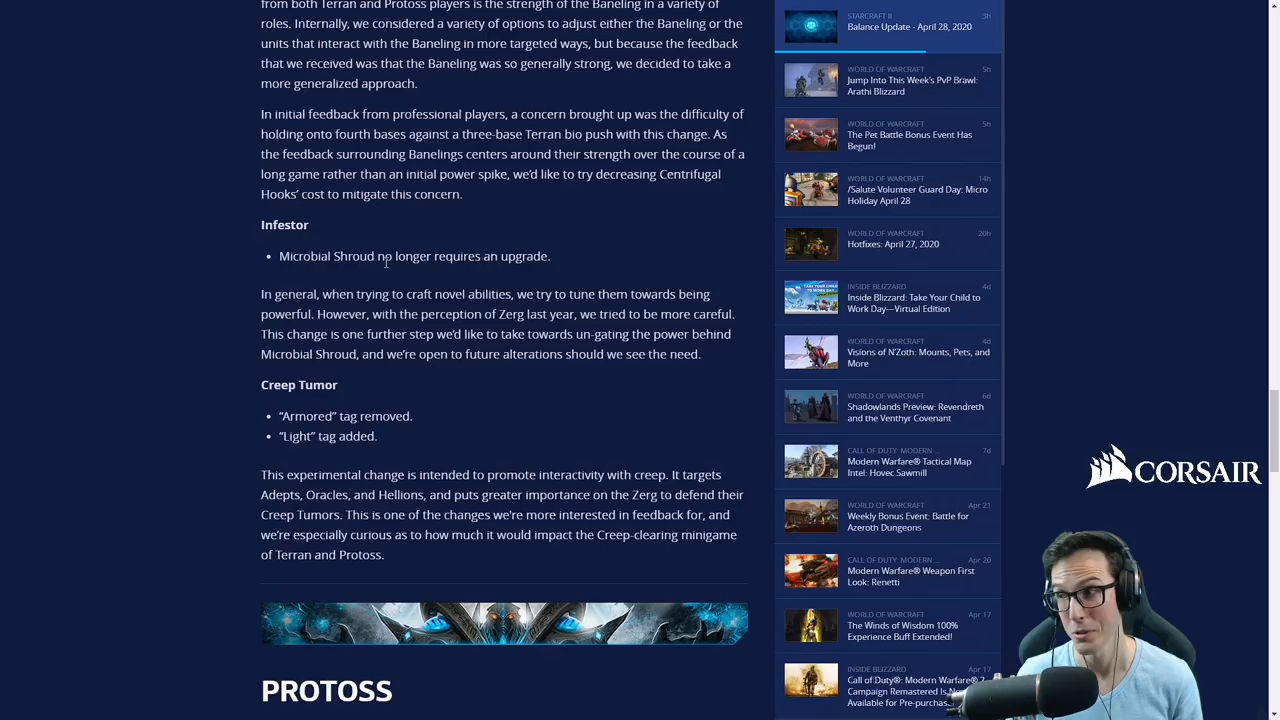 from both Terran and Protoss players is the strength of the Baneling in a variety of
roles. Internally, we considered a variety of options to adjust either the Baneling or the
units that interact with the Baneling in more targeted ways, but because the feedback
that we received was that the Baneling was so generally strong, we decided to take a
more generalized approach.
In initial feedback from professional players, a concern brought up was the difficulty of
holding onto fourth bases against a three-base Terran bio push with this change. As
the feedback surrounding Banelings centers around their strength over the course of a
long game rather than an initial power spike, we'd like to try decreasing Centrifugal
Hooks' cost to mitigate this concern.
Infestor
• Microbial Shroud no longer requires an upgrade.
In general, when trying to craft novel abilities, we try to tune them towards being
powerful. However, with the perception of Zerg last year, we tried to be more careful.
This change is one further step we'd like to take towards un-gating the power behind
Microbial Shroud, and we're open to future alterations should we see the need.
Creep Tumor
• “Armored” tag removed.
• “Light” tag added.
This experimental change is intended to promote interactivity with creep. It targets
Adepts, Oracles, and Hellions, and puts greater importance on the Zerg to defend their
Creep Tumors. This is one of the changes we're more interested in feedback for, and
we're especially curious as to how much it would impact the Creep-clearing minigame
of Terran and Protoss.
PROTOSS
STARCRAFT II 3h
Balance Update - April 28, 2020
WORLD OF WARCRAFT 5h
Jump Into This Week's PvP Brawl:
Arathi Blizzard
WORLD OF WARCRAFT 5h
The Pet Battle Bonus Event Has
Begun!
WORLD OF WARCRAFT 14h
/Salute Volunteer Guard Day: Micro
Holiday April 28
WORLD OF WARCRAFT 20h
Hotfixes: April 27, 2020
INSIDE BLIZZARD 4d
Inside Blizzard: Take Your Child to
Work Day—Virtual Edition
WORLD OF WARCRAFT 4d
Visions of N'Zoth: Mounts, Pets, and
More
WORLD OF WARCRAFT 6d
Shadowlands Preview: Revendreth
and the Venthyr Covenant
CALL OF DUTY: MODERN ... 7d
Modern Warfare® Tactical Map
Intel: Hovec Sawmill
WORLD OF WARCRAFT Apr 21
Weekly Bonus Event: Battle for
Azeroth Dungeons
CALL OF DUTY: MODERN ... Apr 20
Modern Warfare® Weapon First
Look: Renetti
WORLD OF WARCRAFT Apr 17
The Winds of Wisdom 100%
Experience Buff Extended!
INSIDE BLIZZARD Apr 17
Call of Duty®: Modern Warfare® 2
Campaign Remastered Is
Available for Pre-purchase
CORSAIR